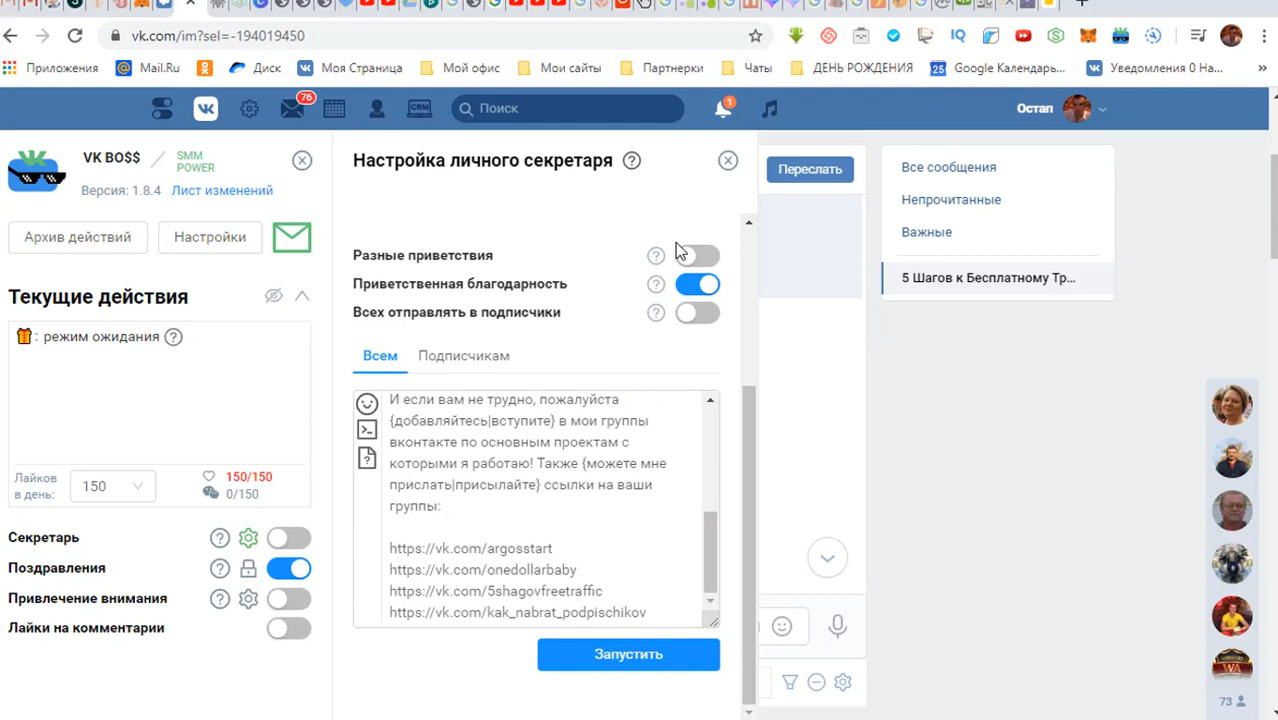 vk.com/im?sel=-194019450
Приложения
Mail.Ru
Диск
Моя Страница
Мой офис
Мои сайты
Партнерки
Чаты
ДЕНЬ РОЖДЕНИЯ
25
Google Календарь...
Уведомления 0 На...
»
76
CRM
Поиск
1
Остап
VK BO$$
SMM
POWER
Версия: 1.8.4
Лист изменений
Архив действий
Настройки
Текущие действия
: режим ожидания
Лайков
в день:
150
150/150
0/150
Секретарь
Поздравления
Привлечение внимания
Лайки на комментарии
Настройка личного секретаря
Разные приветствия
Приветственная благодарность
Всех отправлять в подписчики
Всем
Подписчикам
И если вам не трудно, пожалуйста
{добавляйтесь|вступите} в мои группы
вконтакте по основным проектам с
которыми я работаю! Также {можете мне
прислать|присылайте} ссылки на ваши
группы:
https://vk.com/argosstart
https://vk.com/onedollarbaby
https://vk.com/5shagovfreetraffic
https://vk.com/kak_nabrat_podpischikov
Запустить
Переслать
Все сообщения
Непрочитанные
Важные
5 Шагов к Бесплатному Тр...
WA
73